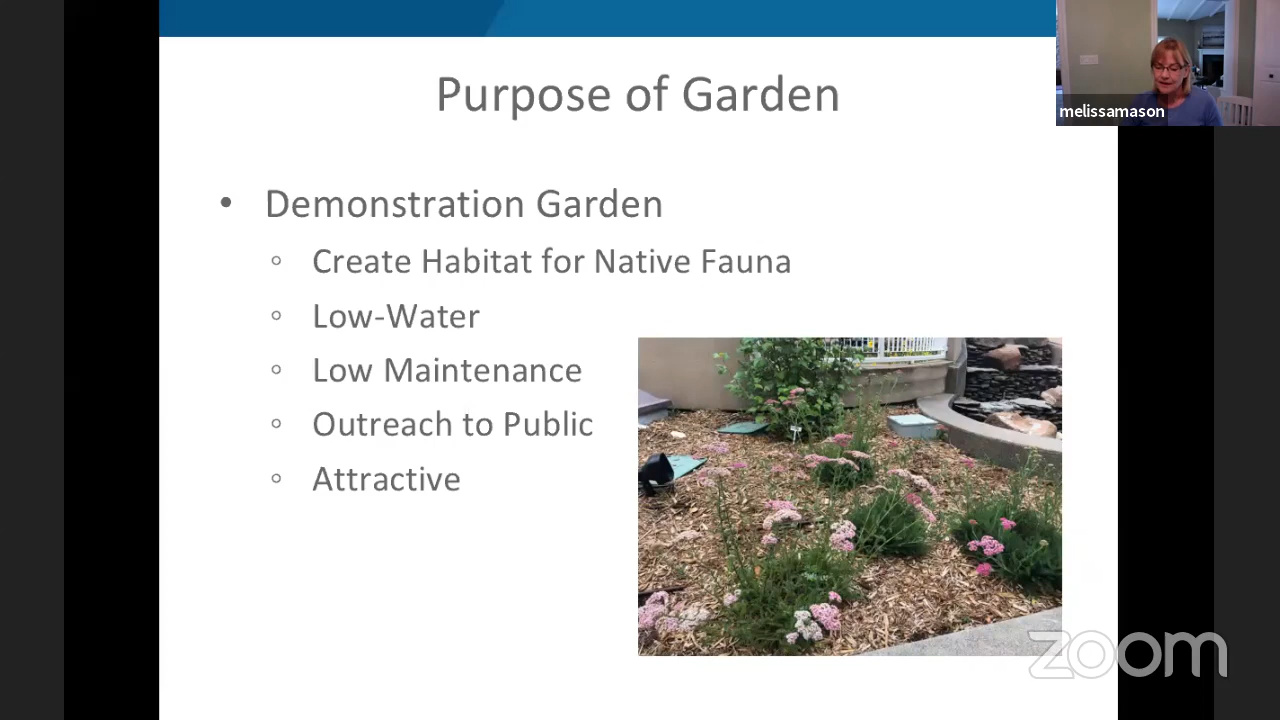 Purpose of Garden
melissamason
• Demonstration Garden
◦ Create Habitat for Native Fauna
◦ Low-Water
◦ Low Maintenance
◦ Outreach to Public
◦ Attractive
zoom